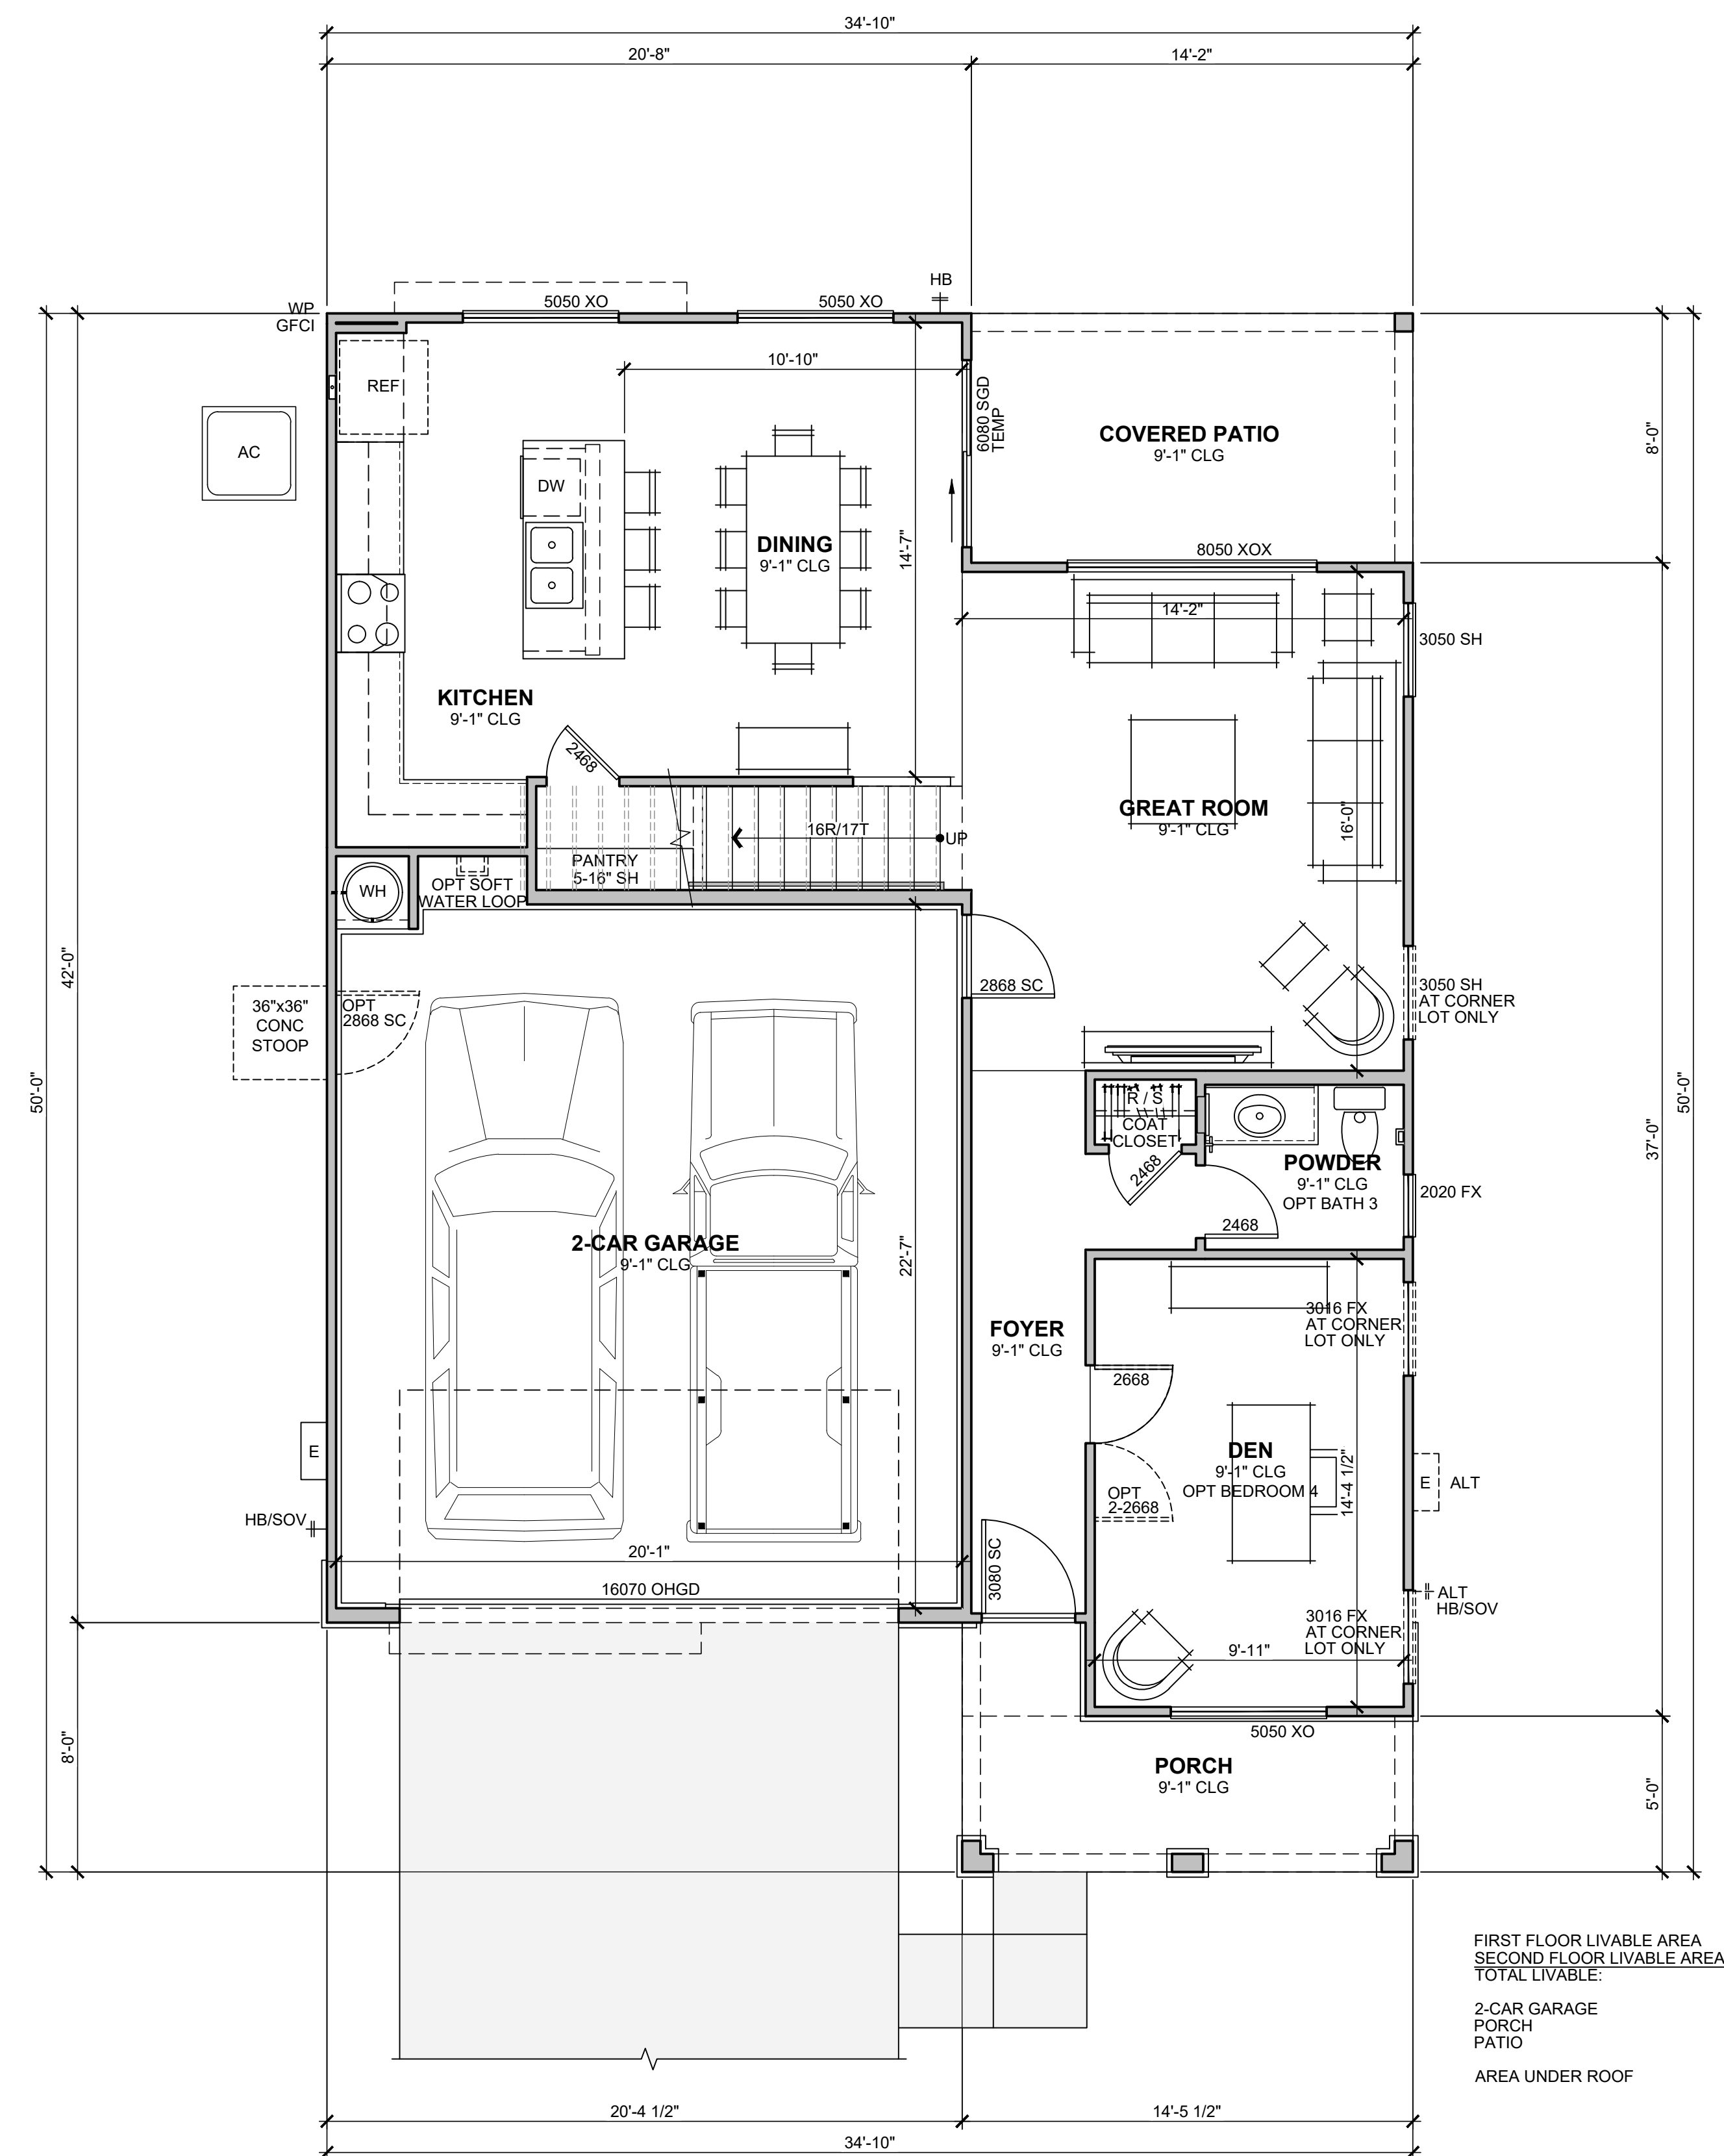 34'-10"
20'-8"
14'-2"
HB
WP
GFCI
5050 XO
5050 XO
10'-10"
REF
6080 SGD
TEMP
AC
COVERED PATIO
9'-1" CLG
8'-0"
DW
DINING
9'-1" CLG
14'-7"
8050 XOX
14'-2"
3050 SH
KITCHEN
9'-1" CLG
2468
GREAT ROOM
9'-1" CLG
16'-0"
16R/17T
UP
PANTRY
5-16" SH
WH
OPT SOFT
WATER LOOP
42'-0"
50'-0"
36"x36"
CONC
STOOP
OPT
2868 SC
2868 SC
3050 SH
AT CORNER
LOT ONLY
R / S
COAT
CLOSET
2468
POWDER
9'-1" CLG
OPT BATH 3
2468
2020 FX
37'-0"
50'-0"
2-CAR GARAGE
9'-1" CLG
22'-7"
FOYER
9'-1" CLG
3016 FX
AT CORNER
LOT ONLY
2668
DEN
9'-1" CLG
OPT BEDROOM 4
14'-4 1/2"
OPT
2-2668
E
E
ALT
HB/SOV
20'-1"
3080 SC
16070 OHGD
ALT
HB/SOV
3016 FX
AT CORNER
LOT ONLY
9'-11"
5050 XO
8'-0"
PORCH
9'-1" CLG
5'-0"
FIRST FLOOR LIVABLE AREA
SECOND FLOOR LIVABLE AREA
TOTAL LIVABLE:
2-CAR GARAGE
PORCH
PATIO
AREA UNDER ROOF
20'-4 1/2"
14'-5 1/2"
34'-10"